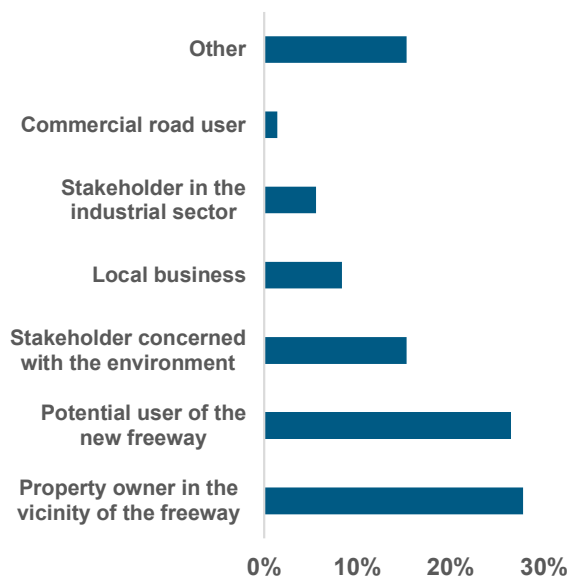 Other
Commercial road user
Stakeholder in the
industrial sector
Local business
Stakeholder concerned
with the environment
Potential user of the
new freeway
Property owner in the
vicinity of the freeway
0% 10% 20% 30%